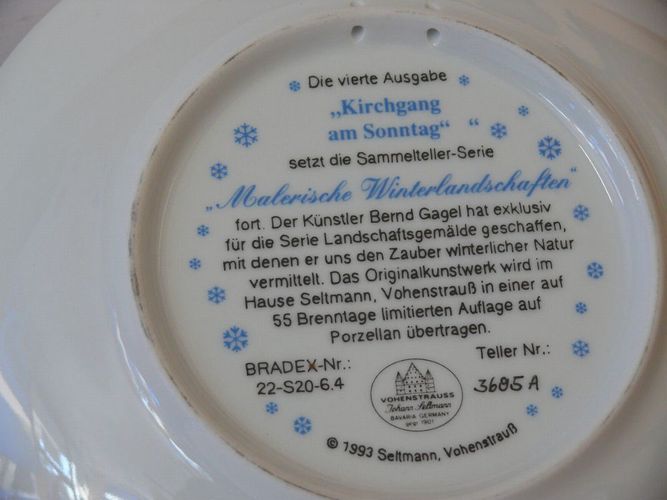 Die vierte Ausgabe
„Kirchgang
am Sonntag“ “
setzt die Sammelteller-Serie
„Malerische Winterlandschaften“
fort. Der Künstler Bernd Gagel hat exklusiv
für die Serie Landschaftsgemälde geschaffen,
mit denen er uns den Zauber winterlicher Natur
vermittelt. Das Originalkunstwerk wird im
Hause Seltmann, Vohenstrauß in einer auf
55 Brenntage limitierten Auflage auf
Porzellan übertragen.
BRADEX-Nr.:
22-S20-6.4
VOHENSTRAUSS
Johann Seltmann
BAVARIA GERMANY
seit 1901
Teller Nr.:
3685 A
© 1993 Seltmann, Vohenstrauß